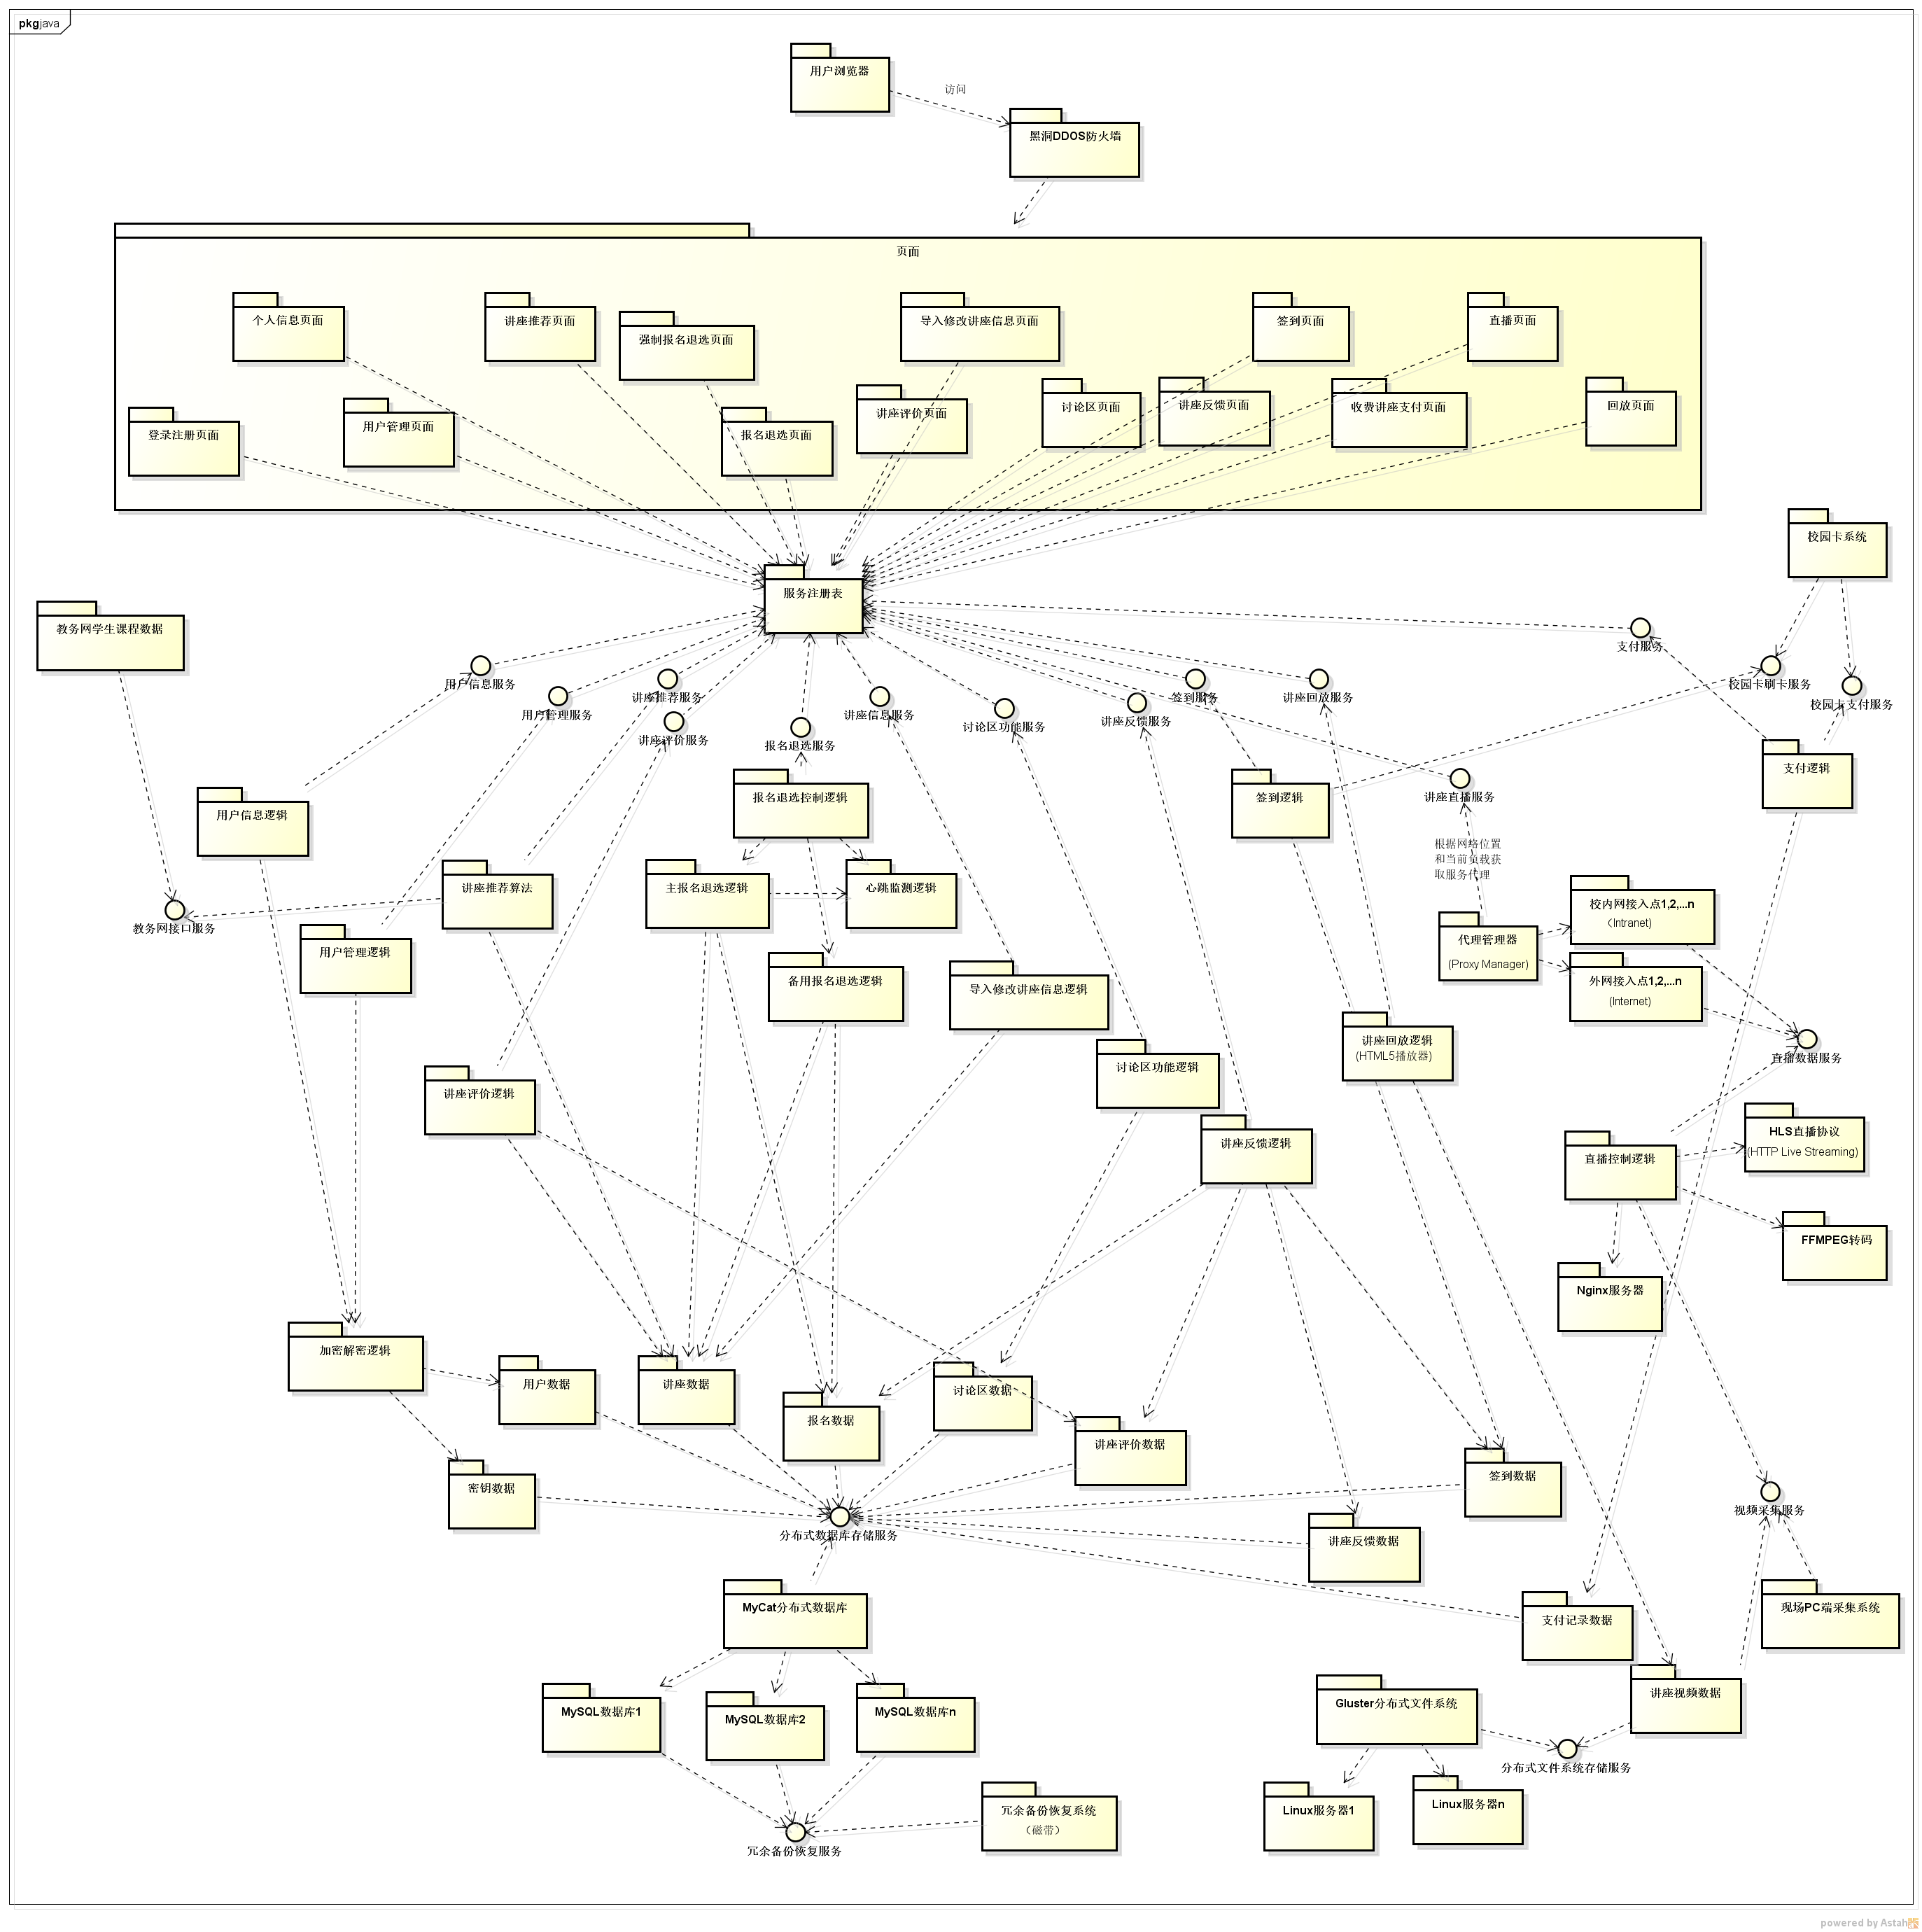 pkgjava
用户浏览器
访问
黑洞DDOS防火墙
页面
个人信息页面
讲座推荐页面
强制报名退选页面
导入修改讲座信息页面
签到页面
直播页面
登录注册页面
用户管理页面
报名退选页面
讲座评价页面
讨论区页面
讲座反馈页面
收费讲座支付页面
回放页面
校园卡系统
服务注册表
教务网学生课程数据
支付服务
用户信息服务
用户管理服务
讲座推荐服务
讲座评价服务
报名退选服务
讲座信息服务
讨论区功能服务
讲座反馈服务
签到服务
讲座回放服务
校园卡刷卡服务
校园卡支付服务
报名退选控制逻辑
签到逻辑
讲座直播服务
支付逻辑
用户信息逻辑
根据网络位置
和当前负载获
取服务代理
讲座推荐算法
主报名退选逻辑
心跳监测逻辑
教务网接口服务
校内网接入点1,2,...n
(Intranet)
代理管理器
(Proxy Manager)
用户管理逻辑
备用报名退选逻辑
导入修改讲座信息逻辑
外网接入点1,2,...n
(Internet)
讲座回放逻辑
(HTML5播放器)
直播数据服务
讨论区功能逻辑
讲座评价逻辑
讲座反馈逻辑
HLS直播协议
(HTTP Live Streaming)
直播控制逻辑
FFMPEG转码
Nginx服务器
加密解密逻辑
用户数据
讲座数据
报名数据
讨论区数据
讲座评价数据
签到数据
密钥数据
视频采集服务
分布式数据库存储服务
讲座反馈数据
MyCat分布式数据库
支付记录数据
现场PC端采集系统
MySQL数据库1
MySQL数据库2
MySQL数据库n
Gluster分布式文件系统
讲座视频数据
分布式文件系统存储服务
冗余备份恢复系统
（磁带）
Linux服务器1
Linux服务器n
冗余备份恢复服务
powered by Astah